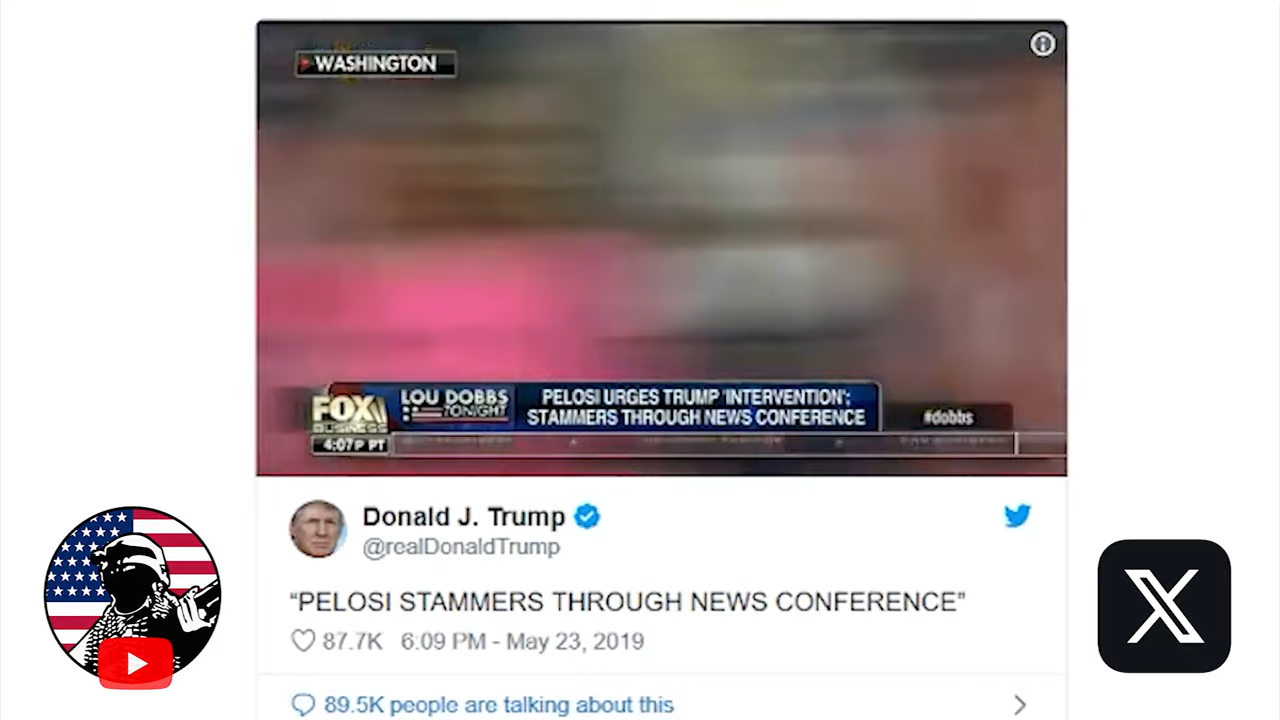 WASHINGTON
FOX
BUSINESS
LOU DOBBS
TONIGHT
PELOSI URGES TRUMP 'INTERVENTION';
STAMMERS THROUGH NEWS CONFERENCE
#dobbs
4:07P PT
Donald J. Trump
@realDonaldTrump
“PELOSI STAMMERS THROUGH NEWS CONFERENCE”
87.7K 6:09 PM - May 23, 2019
89.5K people are talking about this
X